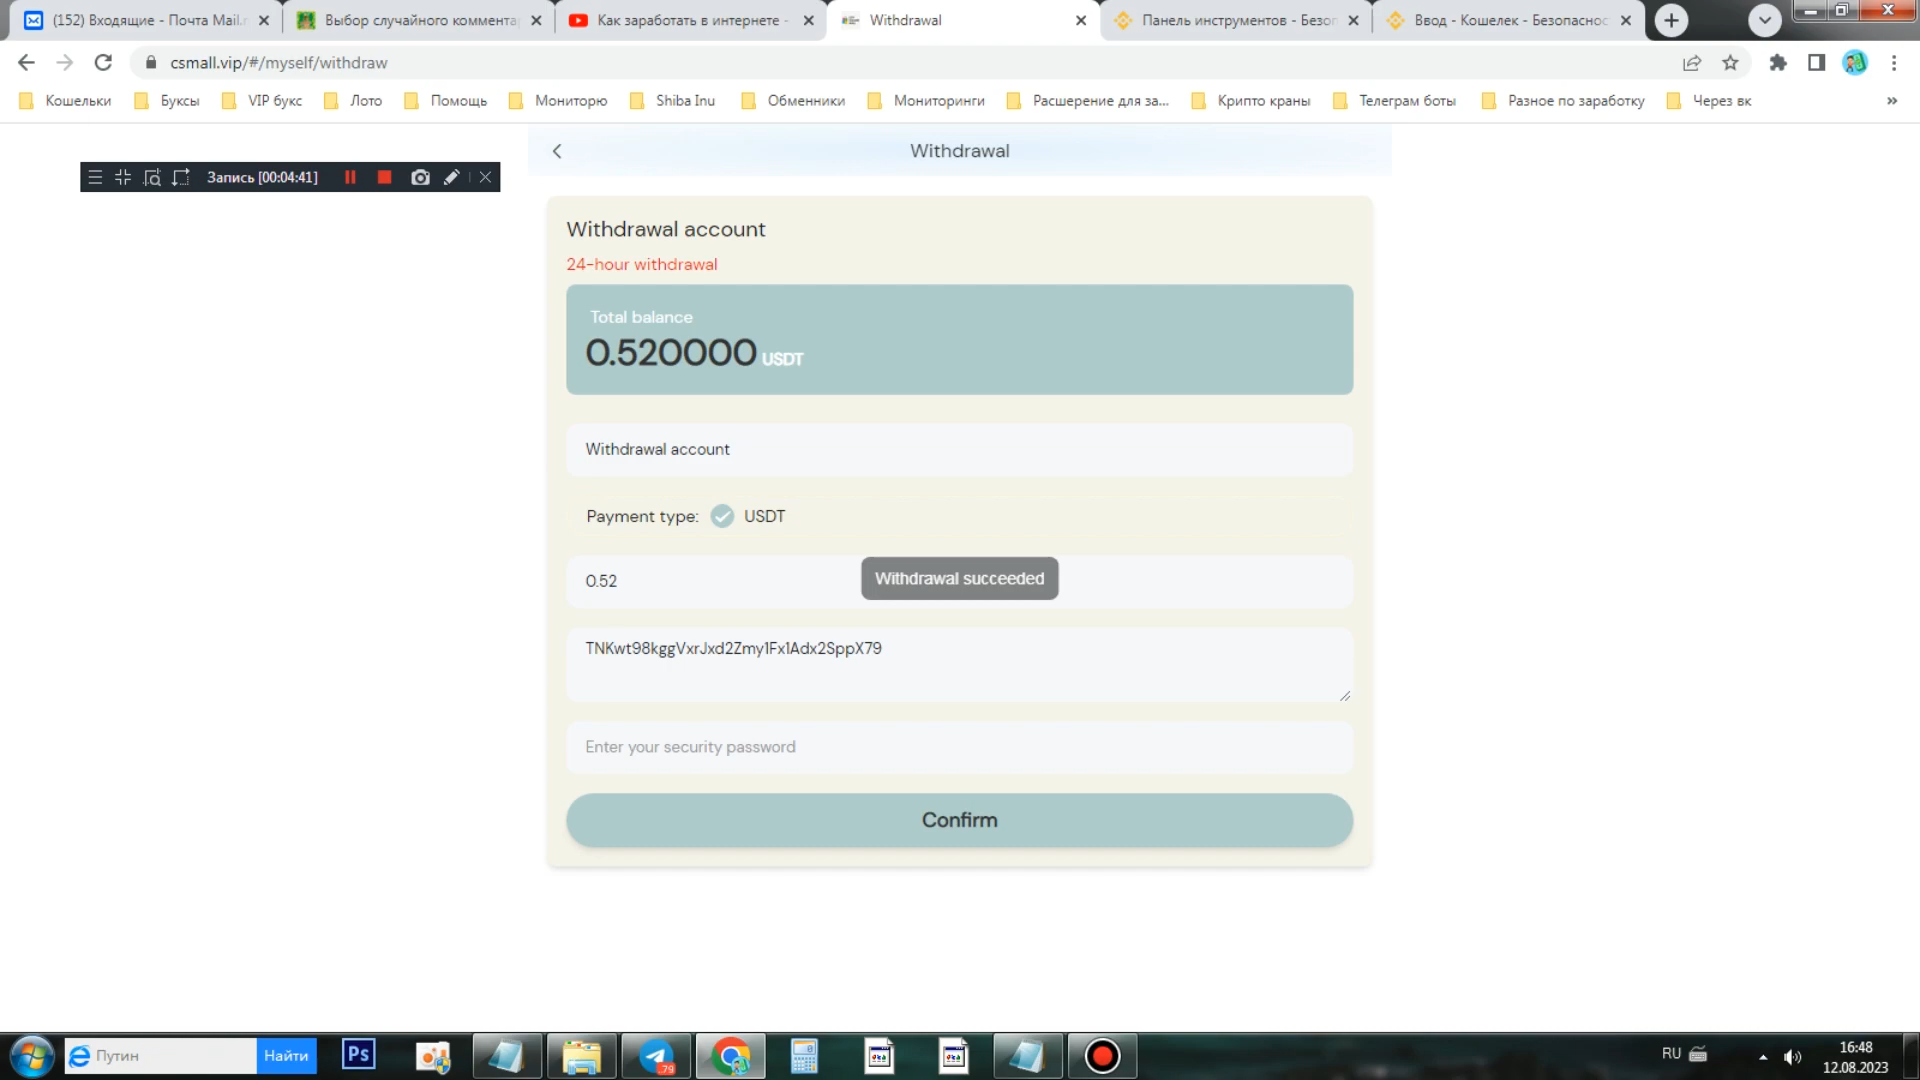 (152) Входящие - Почта Mail.r
Выбор случайного коммента
Как заработать в интернете -
Withdrawal
Панель инструментов - Безоп
Ввод - Кошелек - Безопаснос
csmall.vip/#/myself/withdraw
Кошельки
Буксы
VIP букс
Лото
Помощь
Мониторю
Shiba Inu
Обменники
Мониторинги
Расшерение для за...
Крипто краны
Телеграм боты
Разное по заработку
Через вк
»
Withdrawal
Запись [00:04:41]
Withdrawal account
24-hour withdrawal
Total balance
0.520000 USDT
Withdrawal account
Payment type: USDT
0.52
Withdrawal succeeded
TNKwt98kggVxrJxd2Zmy1Fx1Adx2SppX79
Enter your security password
Confirm
Путин
Найти
Ps
79
RU
16:48
12.08.2023